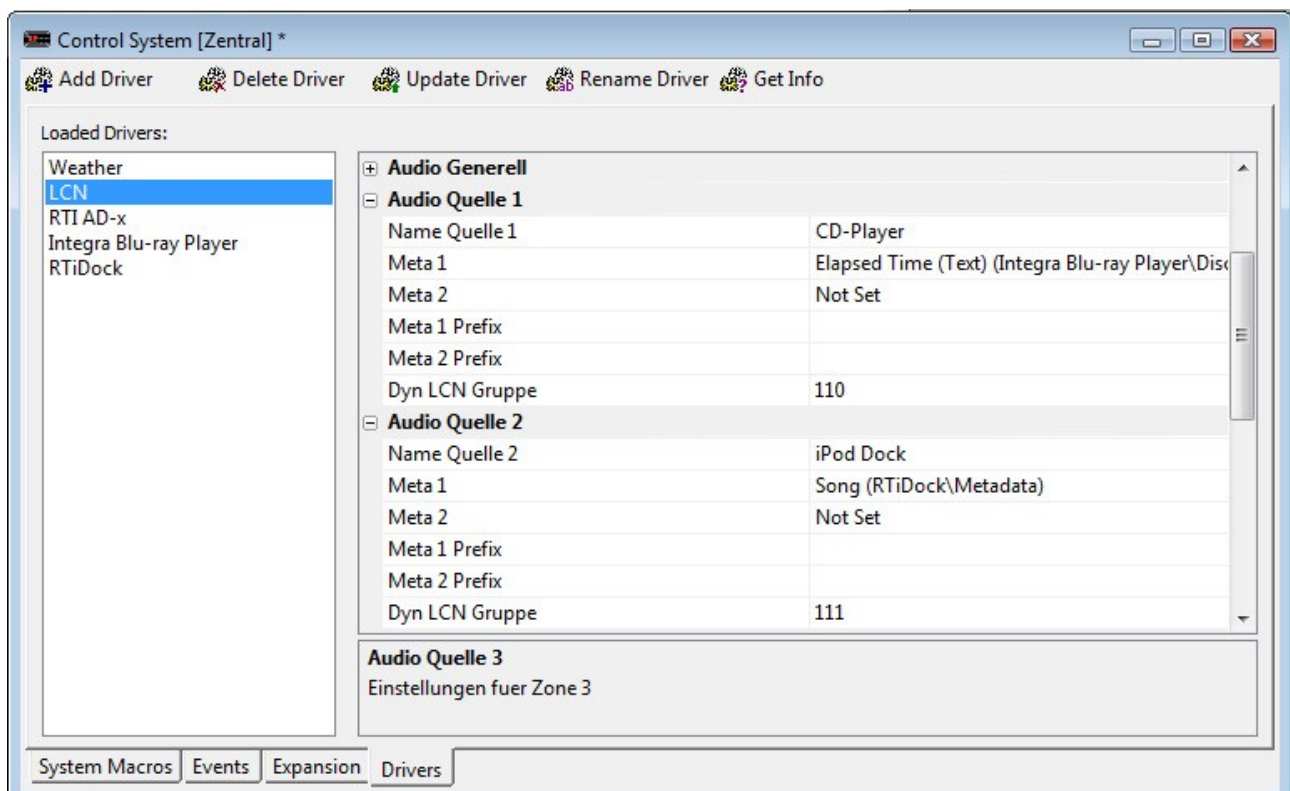 Control System [Zentral] *
Add Driver Delete Driver Update Driver Rename Driver Get Info
Loaded Drivers:
Weather
LCN
RTI AD-x
Integra Blu-ray Player
RTiDock
Audio Generell
Audio Quelle 1
Name Quelle 1 CD-Player
Meta 1 Elapsed Time (Text) (Integra Blu-ray Player\Disc
Meta 2 Not Set
Meta 1 Prefix
Meta 2 Prefix
Dyn LCN Gruppe 110
Audio Quelle 2
Name Quelle 2 iPod Dock
Meta 1 Song (RTiDock\Metadata)
Meta 2 Not Set
Meta 1 Prefix
Meta 2 Prefix
Dyn LCN Gruppe 111
Audio Quelle 3
Einstellungen fuer Zone 3
System Macros Events Expansion Drivers